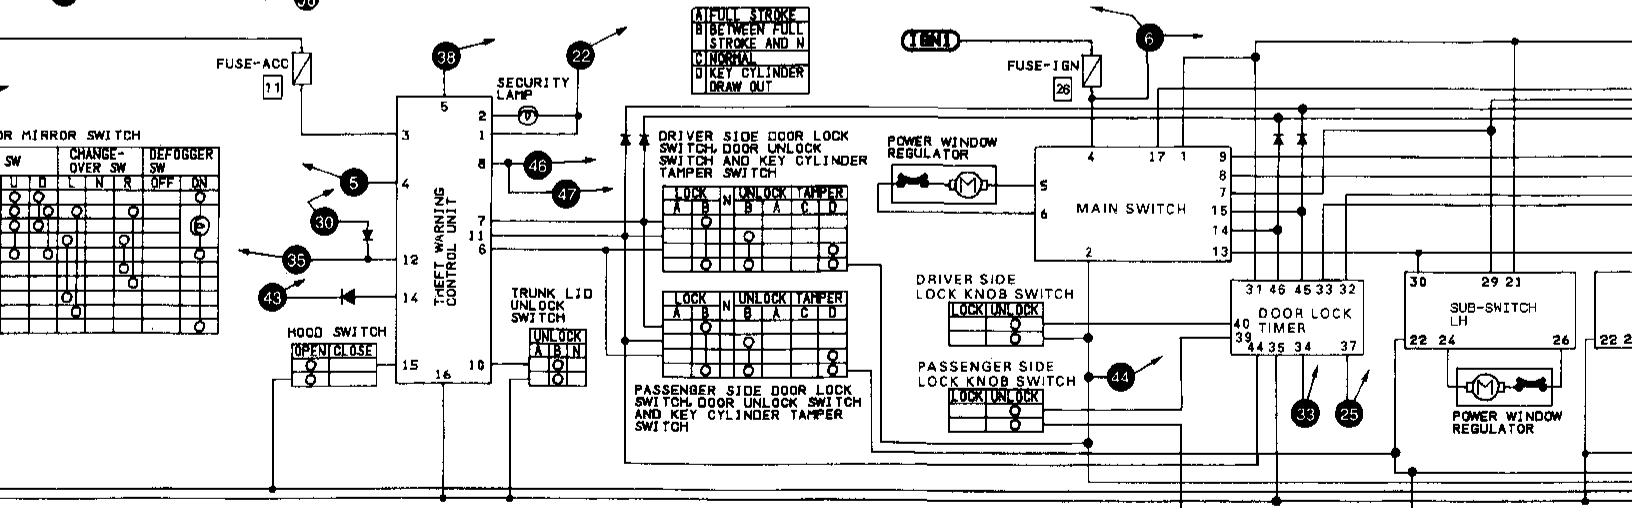 A FULL STROKE
B BETWEEN FULL
STROKE AND N
C NORMAL
D KEY CYLINDER
DRAW OUT
IGN1
6
38
22
FUSE-ACC
11
FUSE-IGN
26
SECURITY
LAMP
5
2
1
3
8
4
7
11
6
12
14
15
10
16
THEFT WARNING
CONTROL UNIT
46
47
5
30
35
43
OR MIRROR SWITCH
SW
CHANGE-
OVER SW
DEFOGGER
SW
U D L N R OFF ON
HOOD SWITCH
OPEN CLOSE
TRUNK LID
UNLOCK
SWITCH
UNLOCK
A B N
DRIVER SIDE DOOR LOCK
SWITCH, DOOR UNLOCK
SWITCH AND KEY CYLINDER
TAMPER SWITCH
LOCK N UNLOCK TAMPER
A B B A C D
LOCK N UNLOCK TAMPER
A B B A C D
PASSENGER SIDE DOOR LOCK
SWITCH, DOOR UNLOCK SWITCH
AND KEY CYLINDER TAMPER
SWITCH
POWER WINDOW
REGULATOR
M
4 17 1
9
8
7
15
14
13
5
6
2
MAIN SWITCH
DRIVER SIDE
LOCK KNOB SWITCH
LOCK UNLOCK
PASSENGER SIDE
LOCK KNOB SWITCH
LOCK UNLOCK
44
31 46 45 33 32
DOOR LOCK
TIMER
40
39
44 35 34 37
33
25
30 29 21
SUB-SWITCH
LH
22 24 26
M
POWER WINDOW
REGULATOR
22